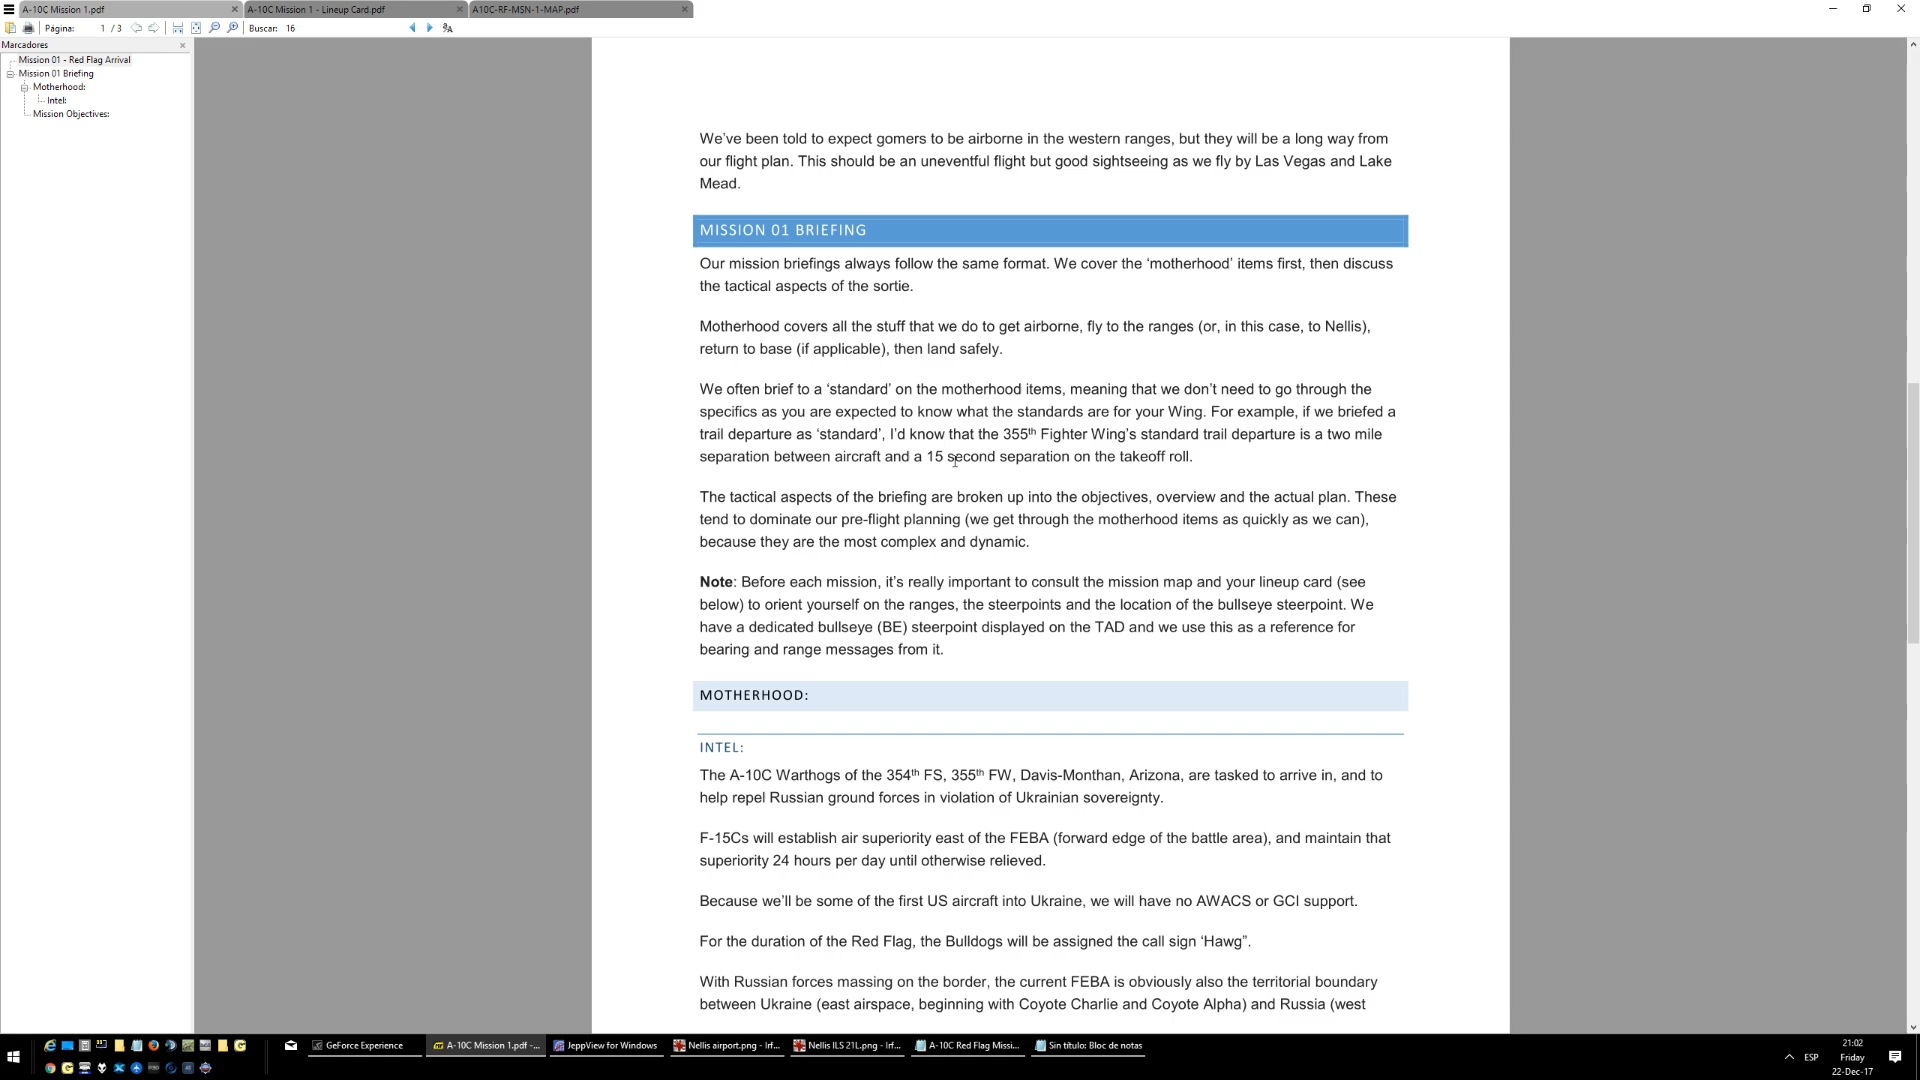 A-10C Mission 1.pdf
A-10C Mission 1 - Lineup Card.pdf
A10C-RF-MSN-1-MAP.pdf
Página: 1 / 3
Buscar: 16
Marcadores
Mission 01 - Red Flag Arrival
Mission 01 Briefing
Motherhood:
Intel:
Mission Objectives:
We've been told to expect gomers to be airborne in the western ranges, but they will be a long way from
our flight plan. This should be an uneventful flight but good sightseeing as we fly by Las Vegas and Lake
Mead.
MISSION 01 BRIEFING
Our mission briefings always follow the same format. We cover the 'motherhood' items first, then discuss
the tactical aspects of the sortie.
Motherhood covers all the stuff that we do to get airborne, fly to the ranges (or, in this case, to Nellis),
return to base (if applicable), then land safely.
We often brief to a 'standard' on the motherhood items, meaning that we don't need to go through the
specifics as you are expected to know what the standards are for your Wing. For example, if we briefed a
trail departure as 'standard', I'd know that the 355th Fighter Wing's standard trail departure is a two mile
separation between aircraft and a 15 second separation on the takeoff roll.
The tactical aspects of the briefing are broken up into the objectives, overview and the actual plan. These
tend to dominate our pre-flight planning (we get through the motherhood items as quickly as we can),
because they are the most complex and dynamic.
Note: Before each mission, it's really important to consult the mission map and your lineup card (see
below) to orient yourself on the ranges, the steerpoints and the location of the bullseye steerpoint. We
have a dedicated bullseye (BE) steerpoint displayed on the TAD and we use this as a reference for
bearing and range messages from it.
MOTHERHOOD:
INTEL:
The A-10C Warthogs of the 354th FS, 355th FW, Davis-Monthan, Arizona, are tasked to arrive in, and to
help repel Russian ground forces in violation of Ukrainian sovereignty.
F-15Cs will establish air superiority east of the FEBA (forward edge of the battle area), and maintain that
superiority 24 hours per day until otherwise relieved.
Because we'll be some of the first US aircraft into Ukraine, we will have no AWACS or GCI support.
For the duration of the Red Flag, the Bulldogs will be assigned the call sign 'Hawg".
With Russian forces massing on the border, the current FEBA is obviously also the territorial boundary
between Ukraine (east airspace, beginning with Coyote Charlie and Coyote Alpha) and Russia (west
GeForce Experience
A-10C Mission 1.pdf -...
JeppView for Windows
Nellis airport.png - Irf...
Nellis ILS 21L.png - Irf...
A-10C Red Flag Missi...
Sin título: Bloc de notas
ESP
21:02
Friday
22-Dec-17